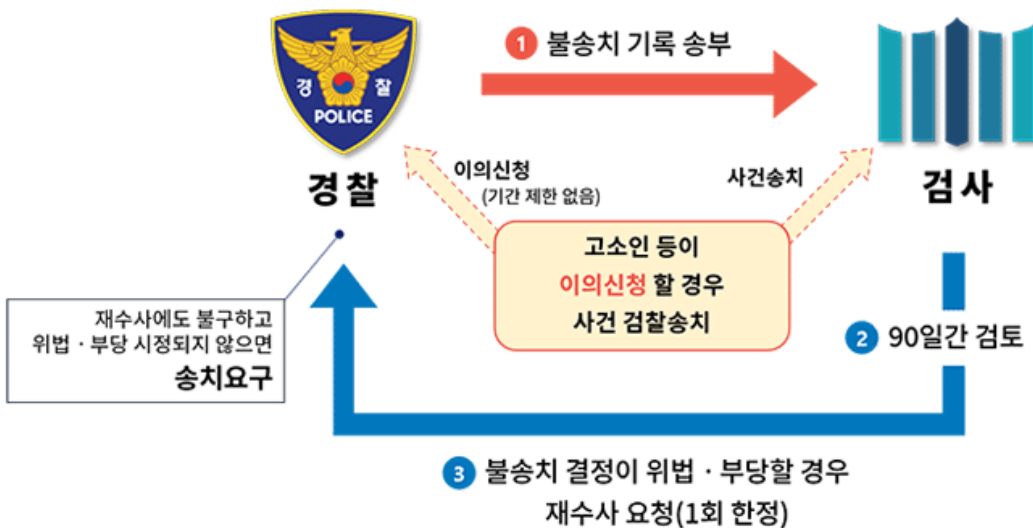 1 불송치 기록 송부
경 찰
POLICE
경찰
이의신청
(기간 제한 없음)
사건송치
검사
고소인 등이
이의신청 할 경우
사건 검찰송치
재수사에도 불구하고
위법 · 부당 시정되지 않으면
송치요구
2 90일간 검토
3 불송치 결정이 위법 · 부당할 경우
재수사 요청(1회 한정)